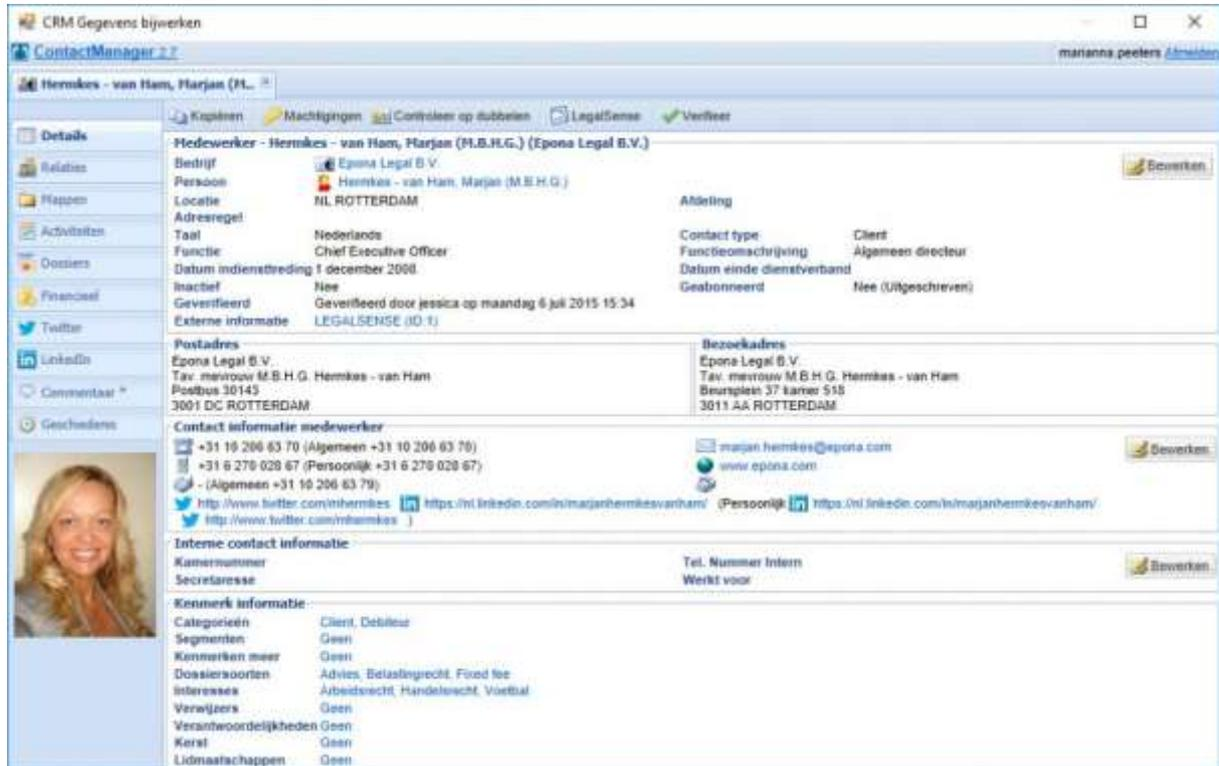 CRM Gegevens bijwerken
ContactManager 2.7
marianna.peeters Afmelden
Hermkes - van Ham, Marjan (M...
Kopiëren Machtigingen Controleer op dubbelen LegalSense Verifieer
Details
Relaties
Mappen
Activiteiten
Dossiers
Financieel
Twitter
LinkedIn
Commentaar *
Geschiedenis
Medewerker - Hermkes - van Ham, Marjan (M.B.H.G.) (Epona Legal B.V.)
Bedrijf Epona Legal B.V.
Bewerken
Persoon Hermkes - van Ham, Marjan (M.B.H.G.)
Locatie NL ROTTERDAM Afdeling
Adresregel
Taal Nederlands Contact type Client
Functie Chief Executive Officer Functieomschrijving Algemeen directeur
Datum indiensttreding 1 december 2008 Datum einde dienstverband
Inactief Nee Geabonneerd Nee (Uitgeschreven)
Geverifieerd Geverifieerd door jessica op maandag 6 juli 2015 15:34
Externe informatie LEGALSENSE (ID 1)
Postadres
Epona Legal B.V.
Tav. mevrouw M.B.H.G. Hermkes - van Ham
Postbus 30143
3001 DC ROTTERDAM
Bezoekadres
Epona Legal B.V.
Tav. mevrouw M.B.H.G. Hermkes - van Ham
Beursplein 37 kamer 518
3011 AA ROTTERDAM
Contact informatie medewerker
+31 10 206 63 70 (Algemeen +31 10 206 63 70) marjan.hermkes@epona.com
Bewerken
+31 6 270 028 67 (Persoonlijk +31 6 270 028 67) www.epona.com
- (Algemeen +31 10 206 63 79)
http://www.twitter.com/mhermkes https://nl.linkedin.com/in/marjanhermkesvanham/ (Persoonlijk https://nl.linkedin.com/in/marjanhermkesvanham/
http://www.twitter.com/mhermkes )
Interne contact informatie
Kamernummer Tel. Nummer Intern
Bewerken
Secretaresse Werkt voor
Kenmerk informatie
Categorieën Client, Debiteur
Segmenten Geen
Kenmerken meer Geen
Dossiersoorten Advies, Belastingrecht, Fixed fee
Interesses Arbeidsrecht, Handelsrecht, Voetbal
Verwijzers Geen
Verantwoordelijkheden Geen
Kerst Geen
Lidmaatschappen Geen